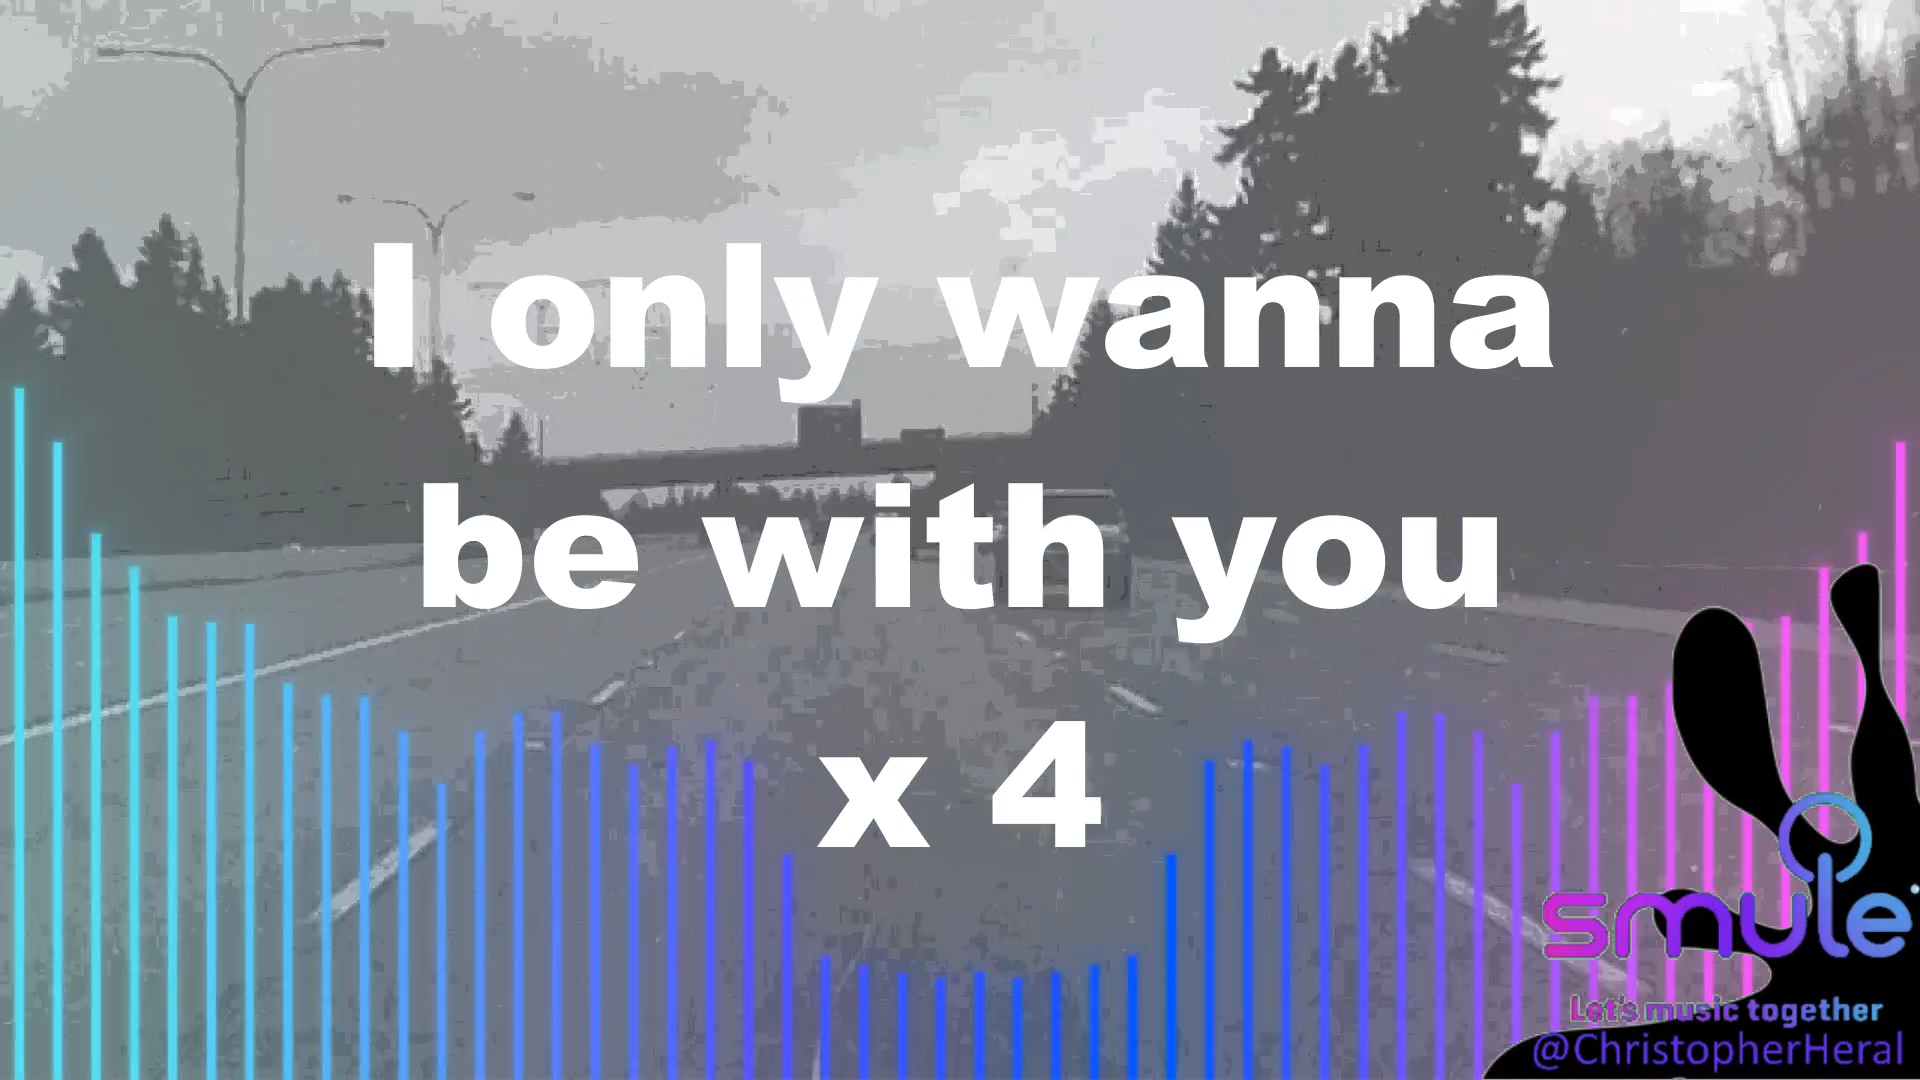 I only wanna
be with you
x 4
smule
Let's music together
@ChristopherHeral